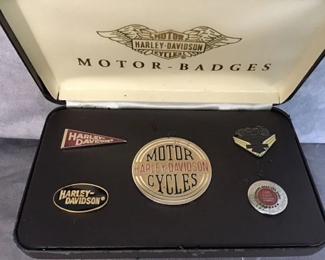 MOTOR
HARLEY-DAVIDSON
CYCLES
MOTOR-BADGES
HARLEY-
DAVIDSON
MOTOR
HARLEY-DAVIDSON
CYCLES
HARLEY-
DAVIDSON